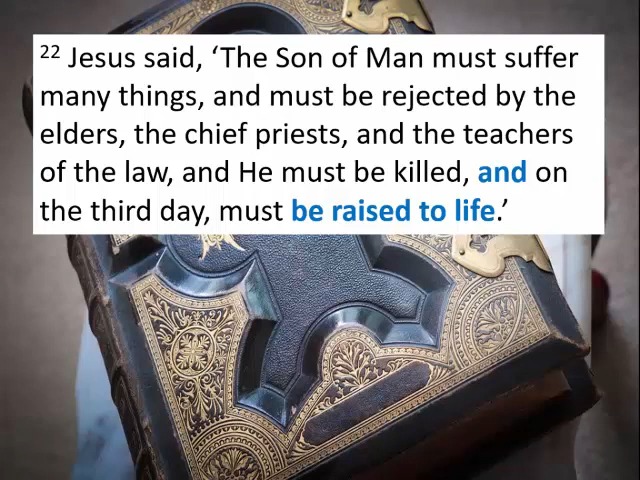 22 Jesus said, ‘The Son of Man must suffer
many things, and must be rejected by the
elders, the chief priests, and the teachers
of the law, and He must be killed, and on
the third day, must be raised to life.’